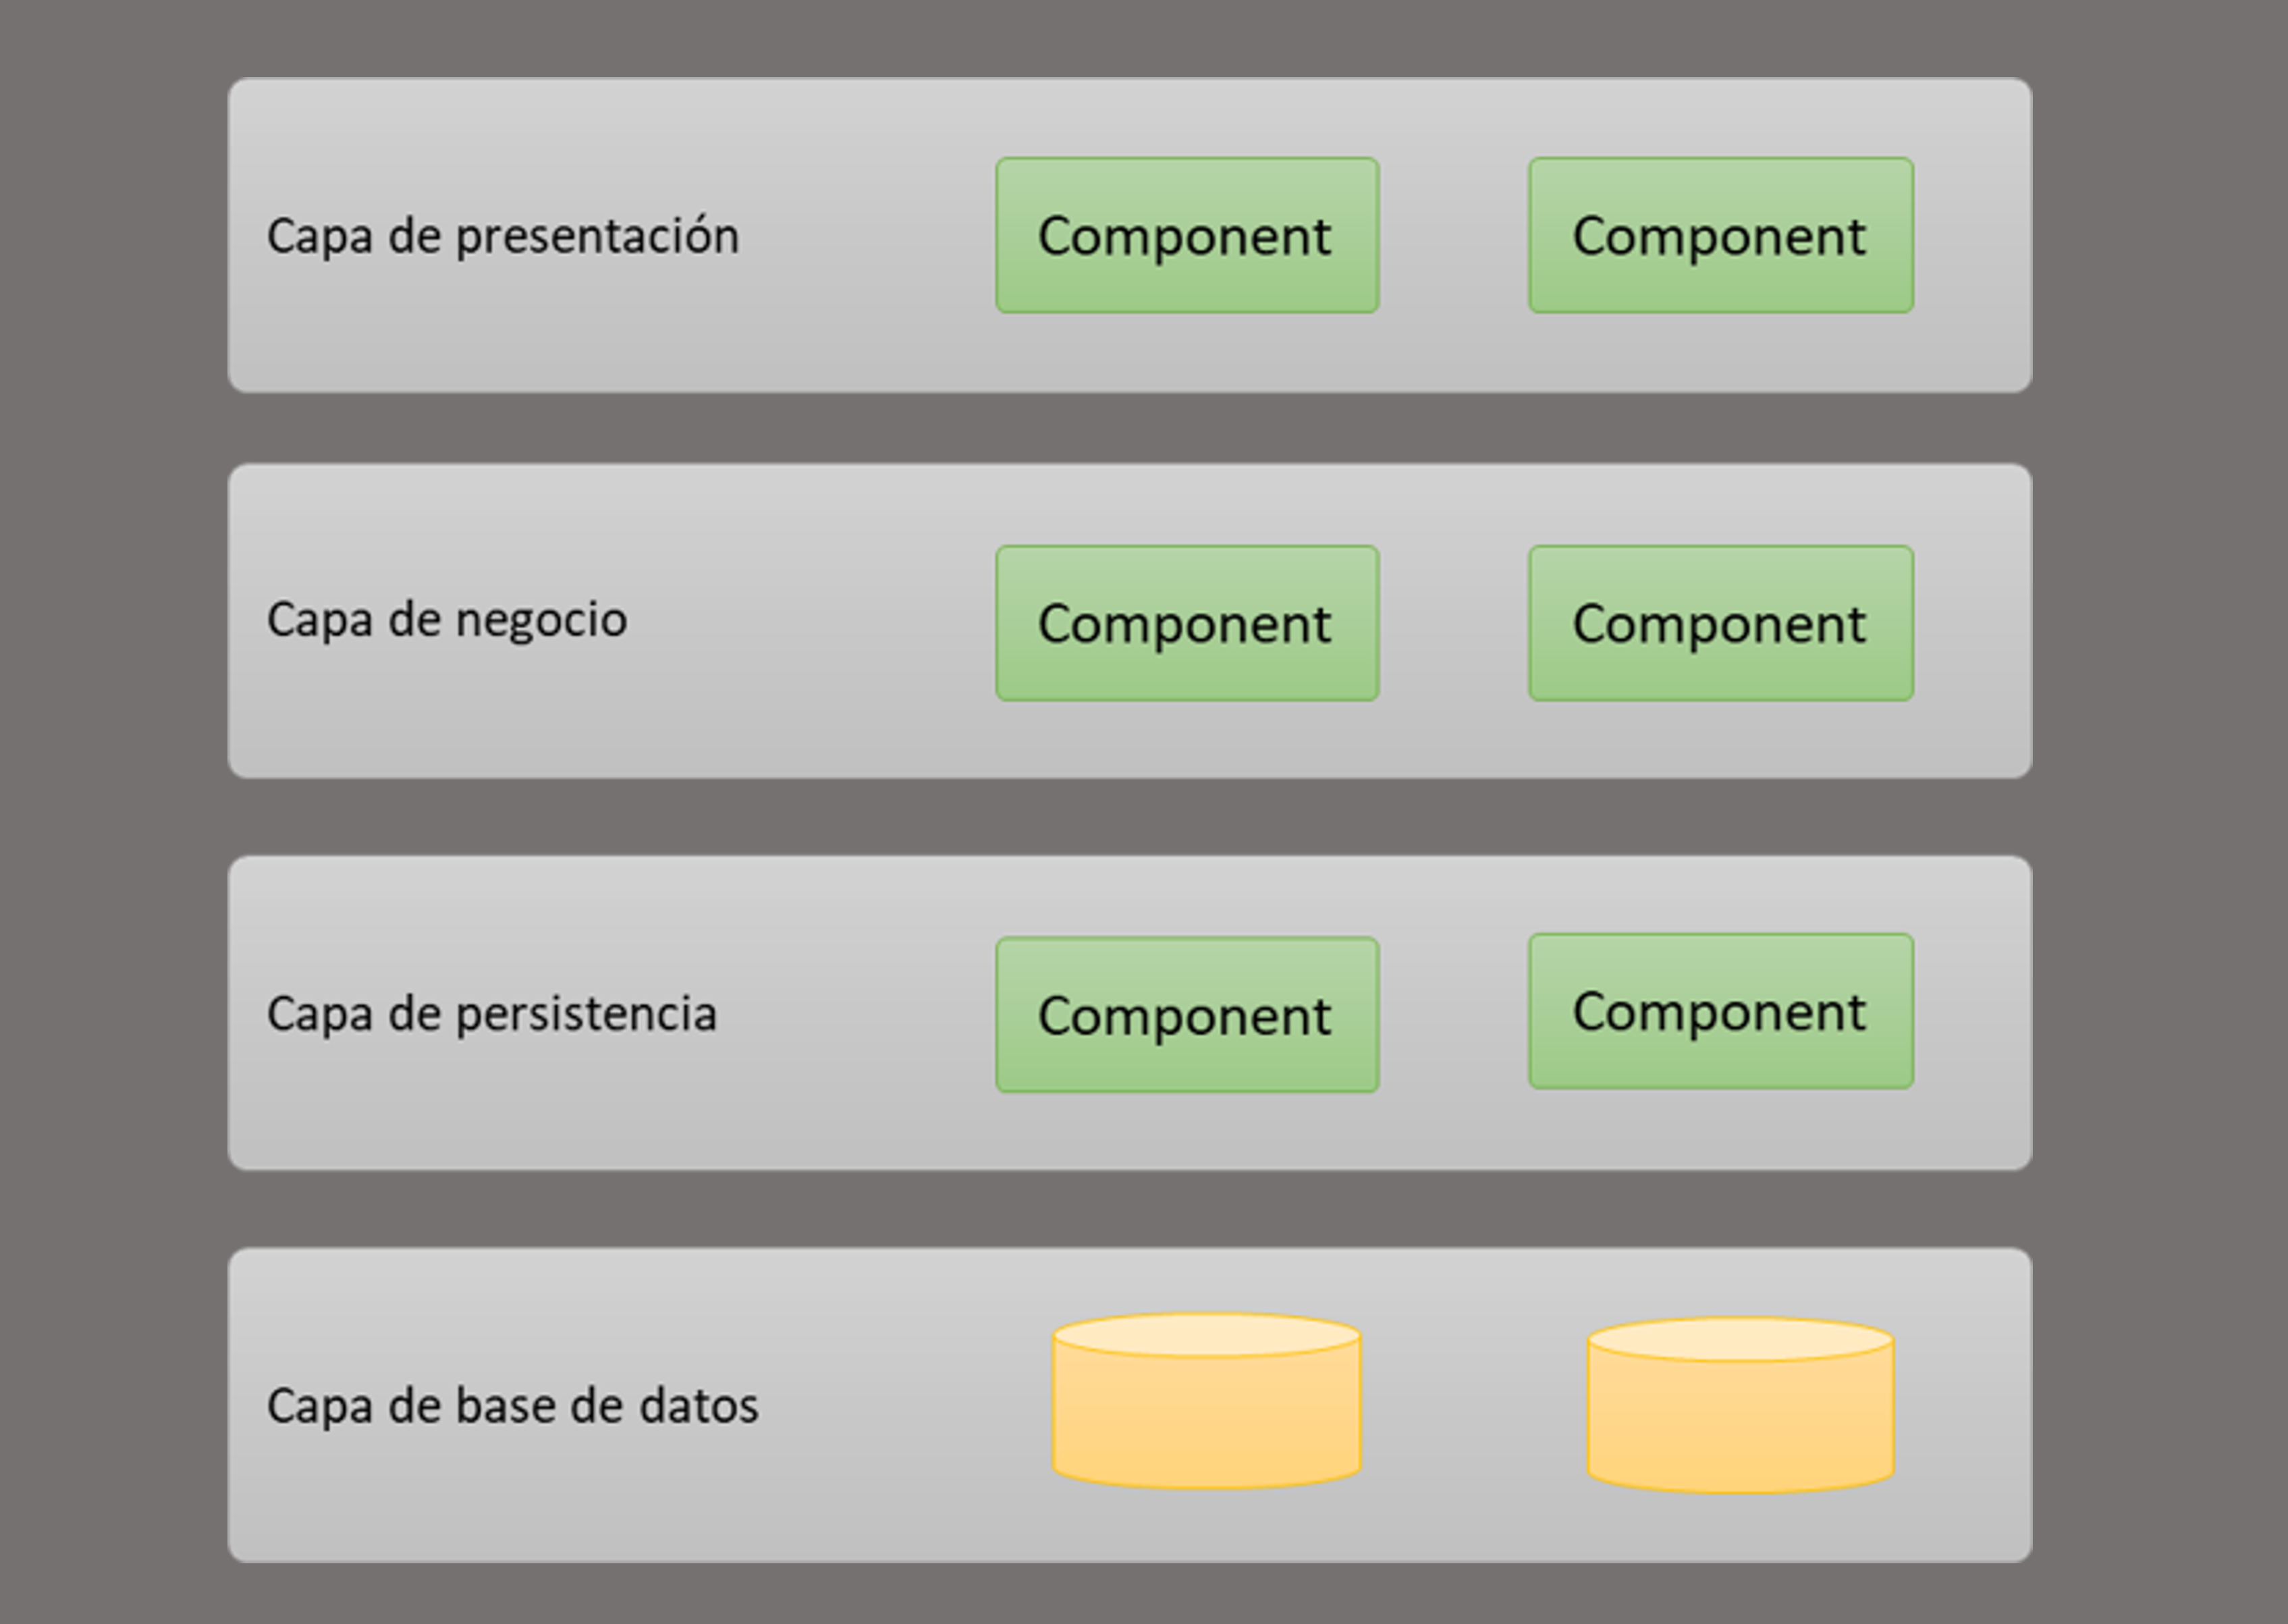 Capa de presentación
Component
Component
Capa de negocio
Component
Component
Capa de persistencia
Component
Component
Capa de base de datos